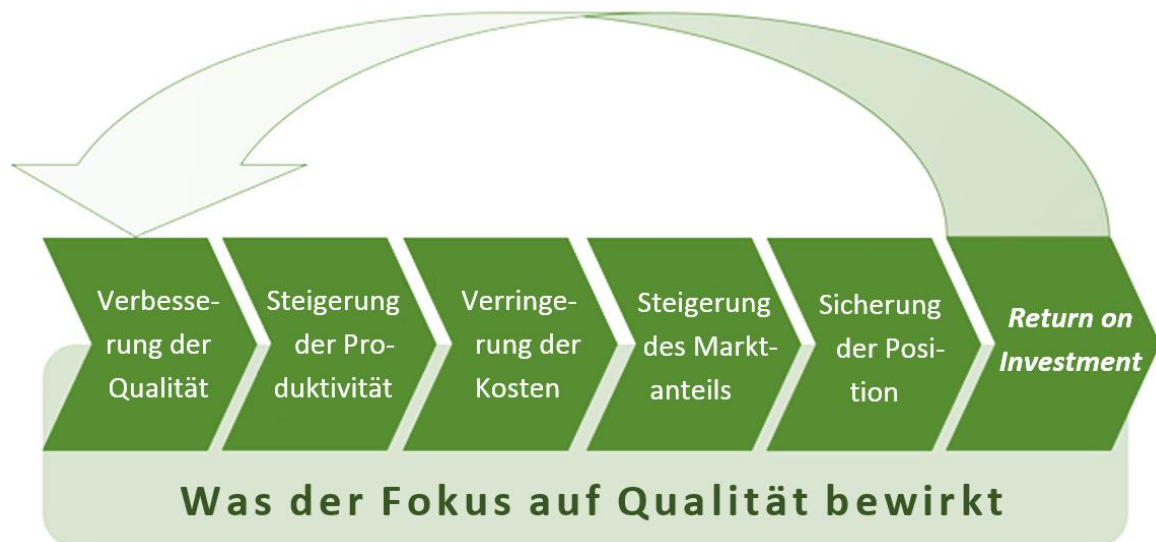 Verbesse-
rung der
Qualität
Steigerung
der Pro-
duktivität
Verringe-
rung der
Kosten
Steigerung
des Markt-
anteils
Sicherung
der Posi-
tion
Return on
Investment
Was der Fokus auf Qualität bewirkt